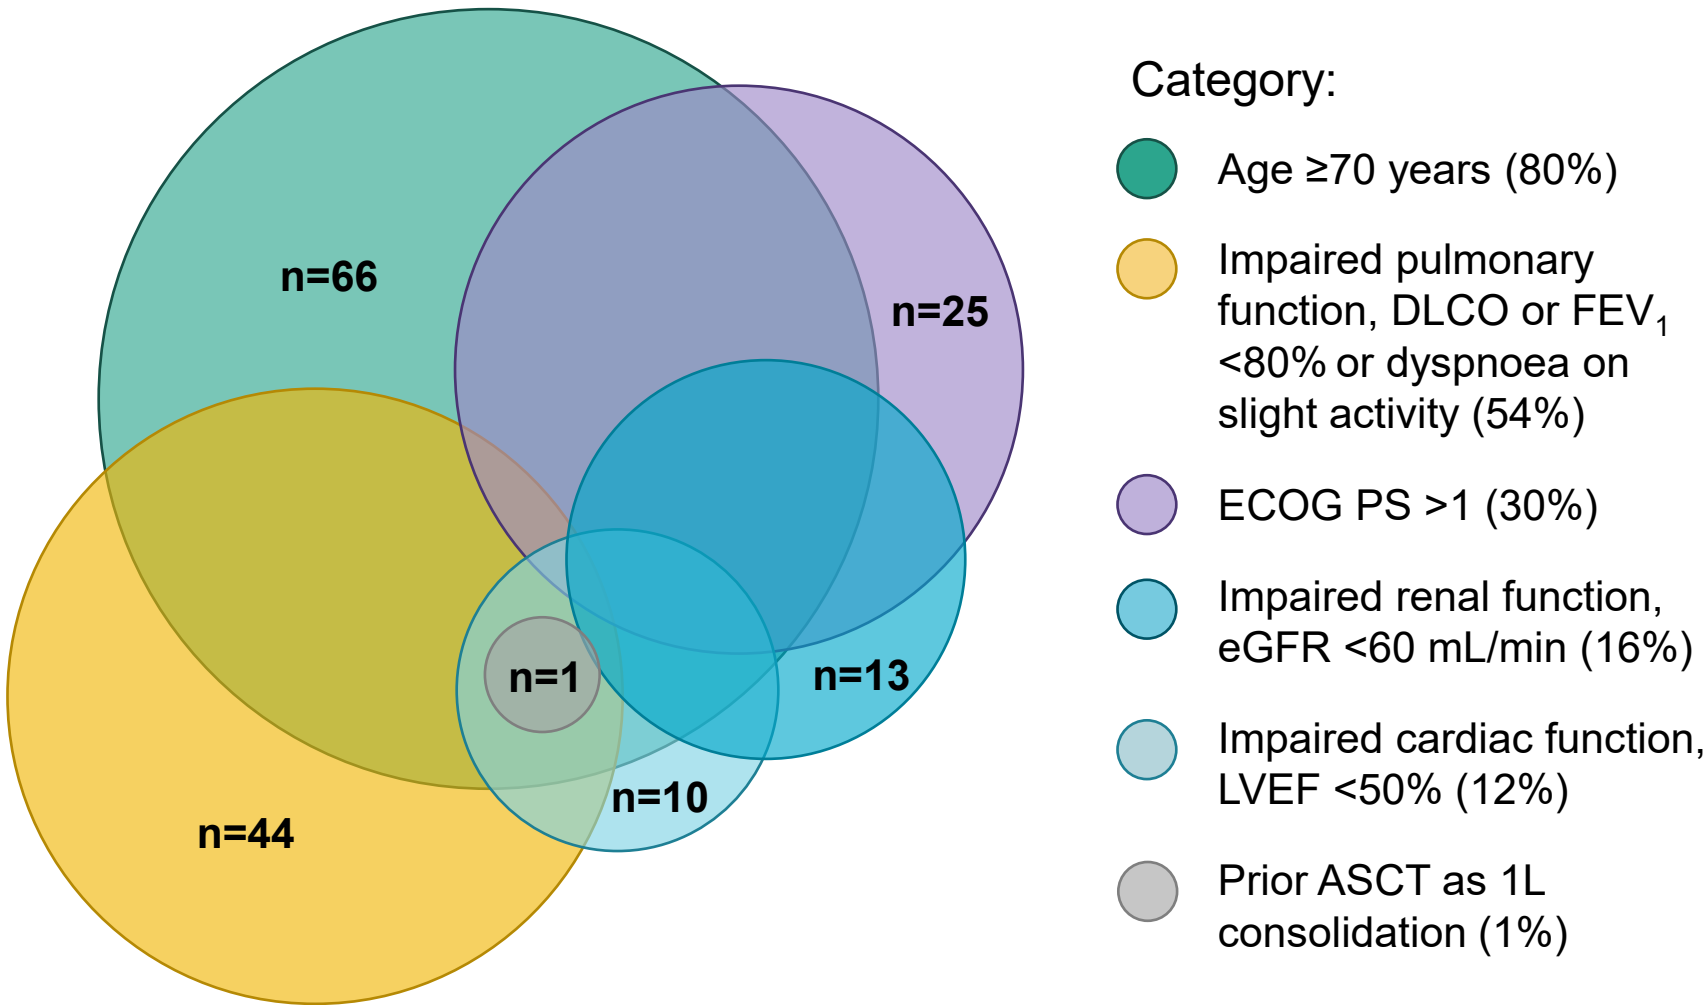 Category:
n=66
n=25
n=1
n=13
n=10
n=44
Age ≥70 years (80%)
Impaired pulmonary
function, DLCO or FEV₁
<80% or dyspnoea on
slight activity (54%)
ECOG PS >1 (30%)
Impaired renal function,
eGFR <60 mL/min (16%)
Impaired cardiac function,
LVEF <50% (12%)
Prior ASCT as 1L
consolidation (1%)